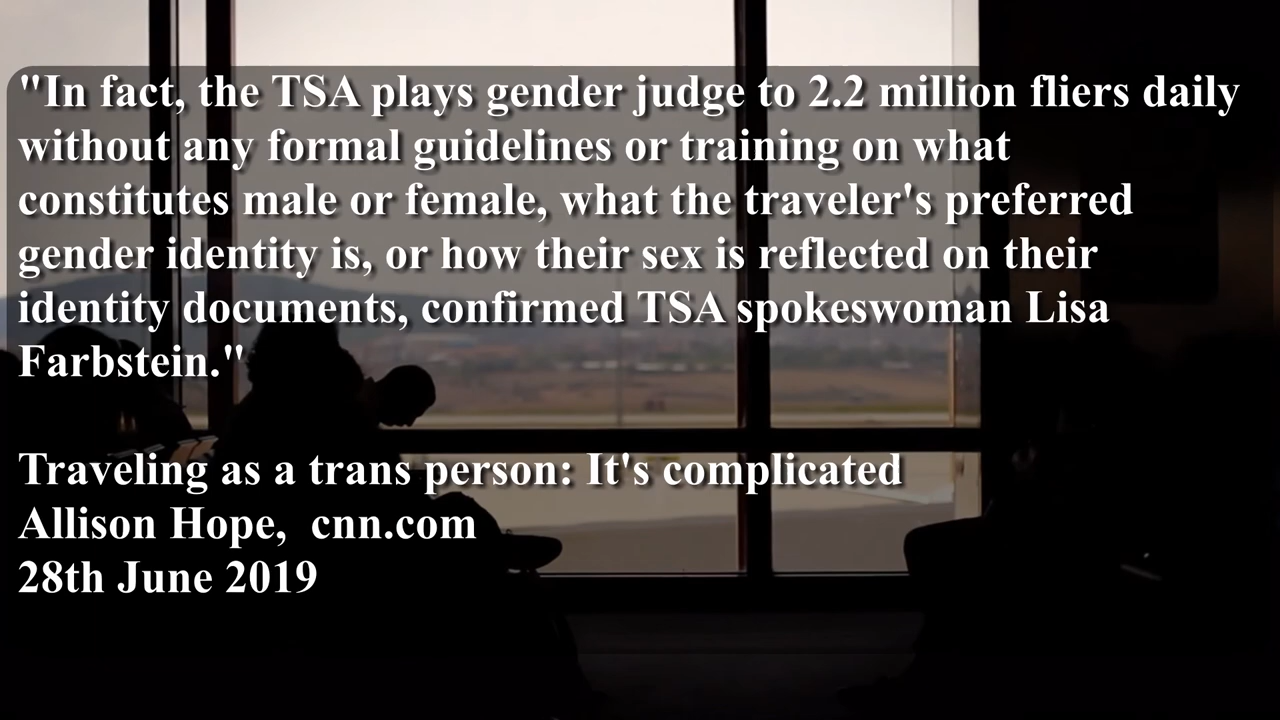 "In fact, the TSA plays gender judge to 2.2 million fliers daily
without any formal guidelines or training on what
constitutes male or female, what the traveler's preferred
gender identity is, or how their sex is reflected on their
identity documents, confirmed TSA spokeswoman Lisa
Farbstein."
Traveling as a trans person: It's complicated
Allison Hope,  cnn.com
28th June 2019